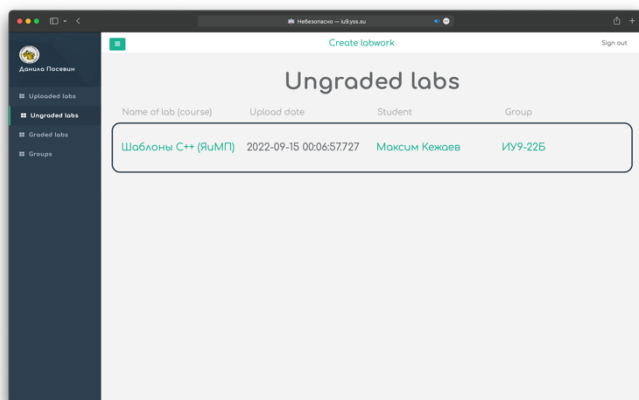 Небезопасно — iu9.yss.su
Create labwork
Sign out
Данила Посевин
Uploaded labs
Ungraded labs
Graded labs
Groups
Ungraded labs
Name of lab (course) Upload date Student Group
Шаблоны C++ (ЯиМП) 2022-09-15 00:06:57.727 Максим Кежаев ИУ9-22Б